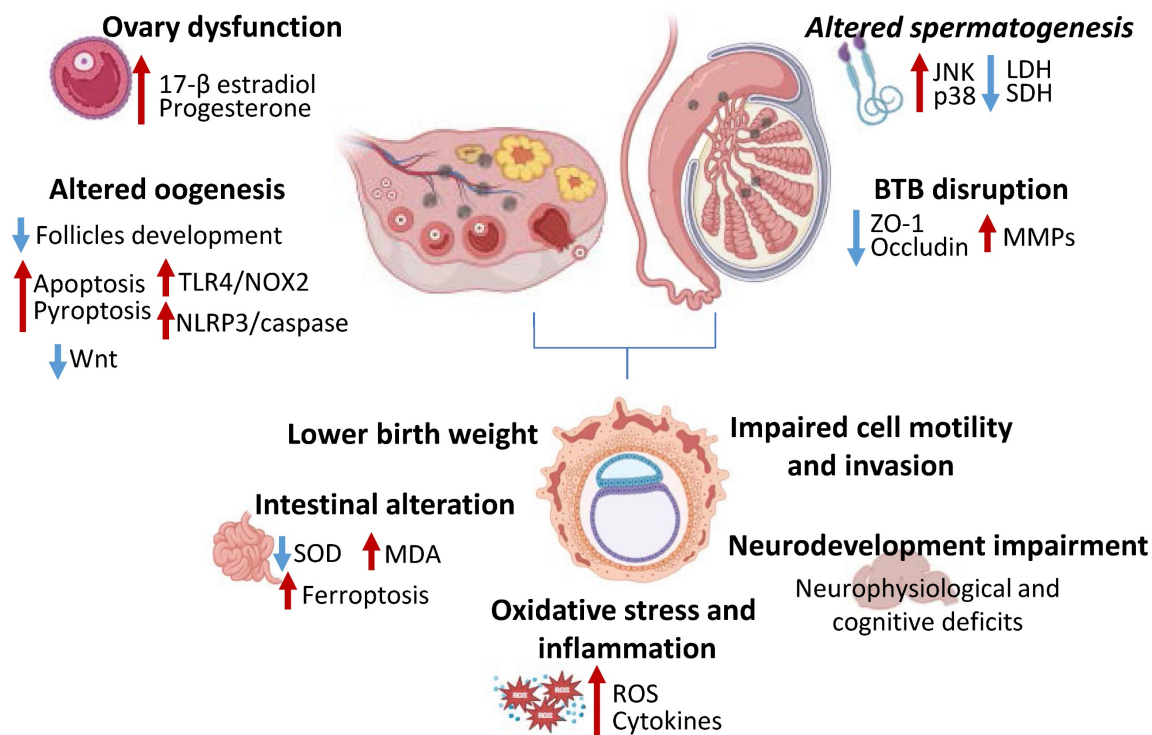 Ovary dysfunction
17-β estradiol
Progesterone
Altered oogenesis
Follicles development
Apoptosis
Pyroptosis
TLR4/NOX2
NLRP3/caspase
Wnt
Altered spermatogenesis
JNK
p38
LDH
SDH
BTB disruption
ZO-1
Occludin
MMPs
Lower birth weight
Impaired cell motility
and invasion
Intestinal alteration
SOD
MDA
Ferroptosis
Neurodevelopment impairment
Neurophysiological and
cognitive deficits
Oxidative stress and
inflammation
ROS
ROS
ROS
ROS
Cytokines